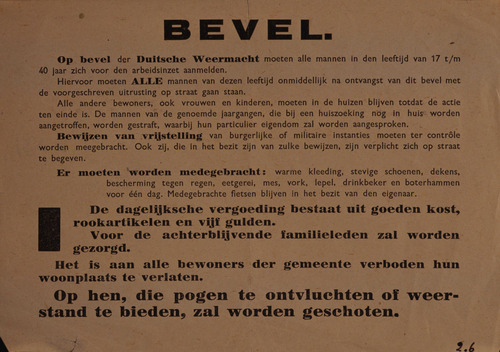 BEVEL.
Op bevel der Duitsche Weermacht moeten alle mannen in den leeftijd van 17 t/m
40 jaar zich voor den arbeidsinzet aanmelden.
Hiervoor moeten ALLE mannen van dezen leeftijd onmiddellijk na ontvangst van dit bevel met
de voorgeschreven uitrusting op straat gaan staan.
Alle andere bewoners, ook vrouwen en kinderen, moeten in de huizen blijven totdat de actie
ten einde is. De mannen van de genoemde jaargangen, die bij een huiszoeking nog in huis worden
aangetroffen, worden gestraft, waarbij hun particulier eigendom zal worden aangesproken.
Bewijzen van vrijstelling van burgerlijke of militaire instanties moeten ter contrôle
worden meegebracht. Ook zij, die in het bezit zijn van zulke bewijzen, zijn verplicht zich op straat
te begeven.
Er moeten worden medegebracht: warme kleeding, stevige schoenen, dekens,
bescherming tegen regen, eetgerei, mes, vork, lepel, drinkbeker en boterhammen
voor één dag. Medegebrachte fietsen blijven in het bezit van den eigenaar.
De dagelijksche vergoeding bestaat uit goeden kost,
rookartikelen en vijf gulden.
Voor de achterblijvende familieleden zal worden
gezorgd.
Het is aan alle bewoners der gemeente verboden hun
woonplaats te verlaten.
Op hen, die pogen te ontvluchten of weer-
stand te bieden, zal worden geschoten.
2.6